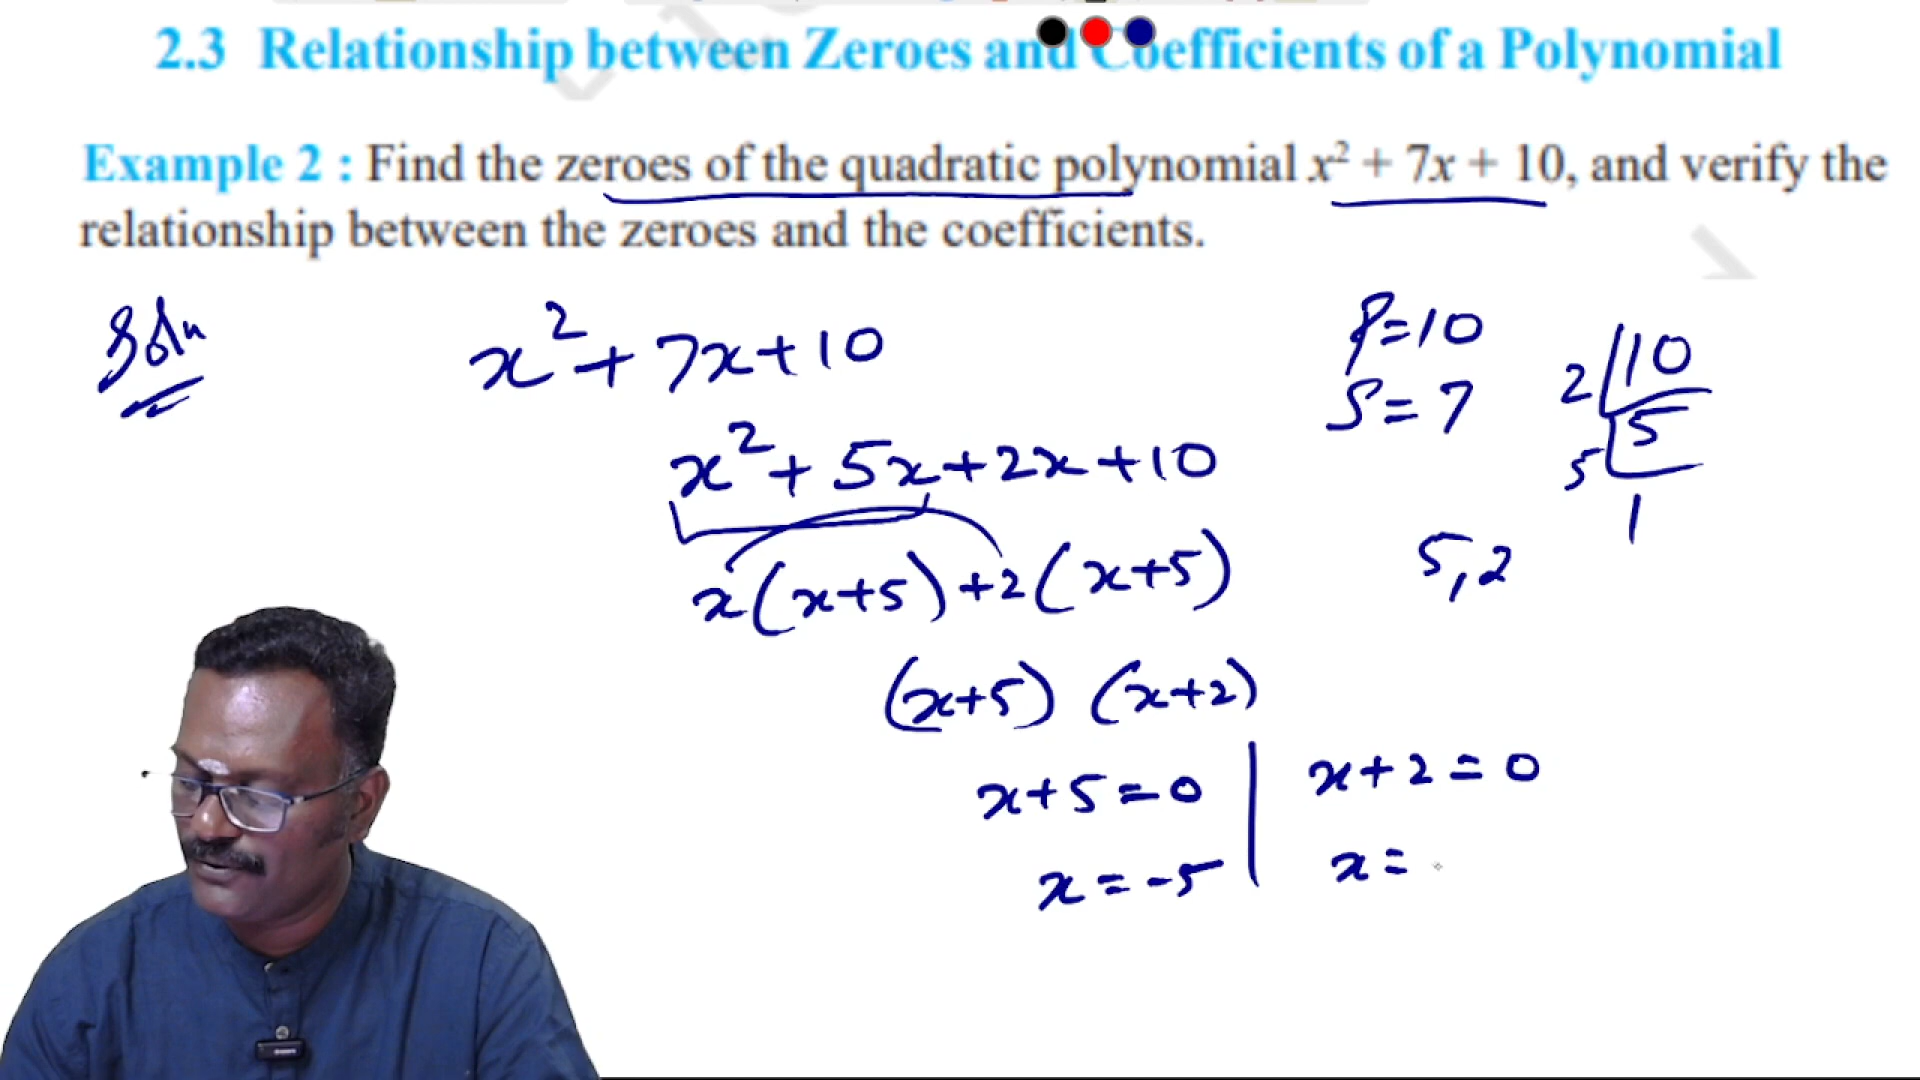 2.3 Relationship between Zeroes and Coefficients of a Polynomial
Example 2 : Find the zeroes of the quadratic polynomial x² + 7x + 10, and verify the
relationship between the zeroes and the coefficients.
Soln
x² + 7x + 10
P = 10
S = 7
2 | 10
5 | 5
1
x² + 5x + 2x + 10
x(x+5) + 2(x+5)
5, 2
(x+5) (x+2)
x+5 = 0 | x+2 = 0
x = -5 | x =